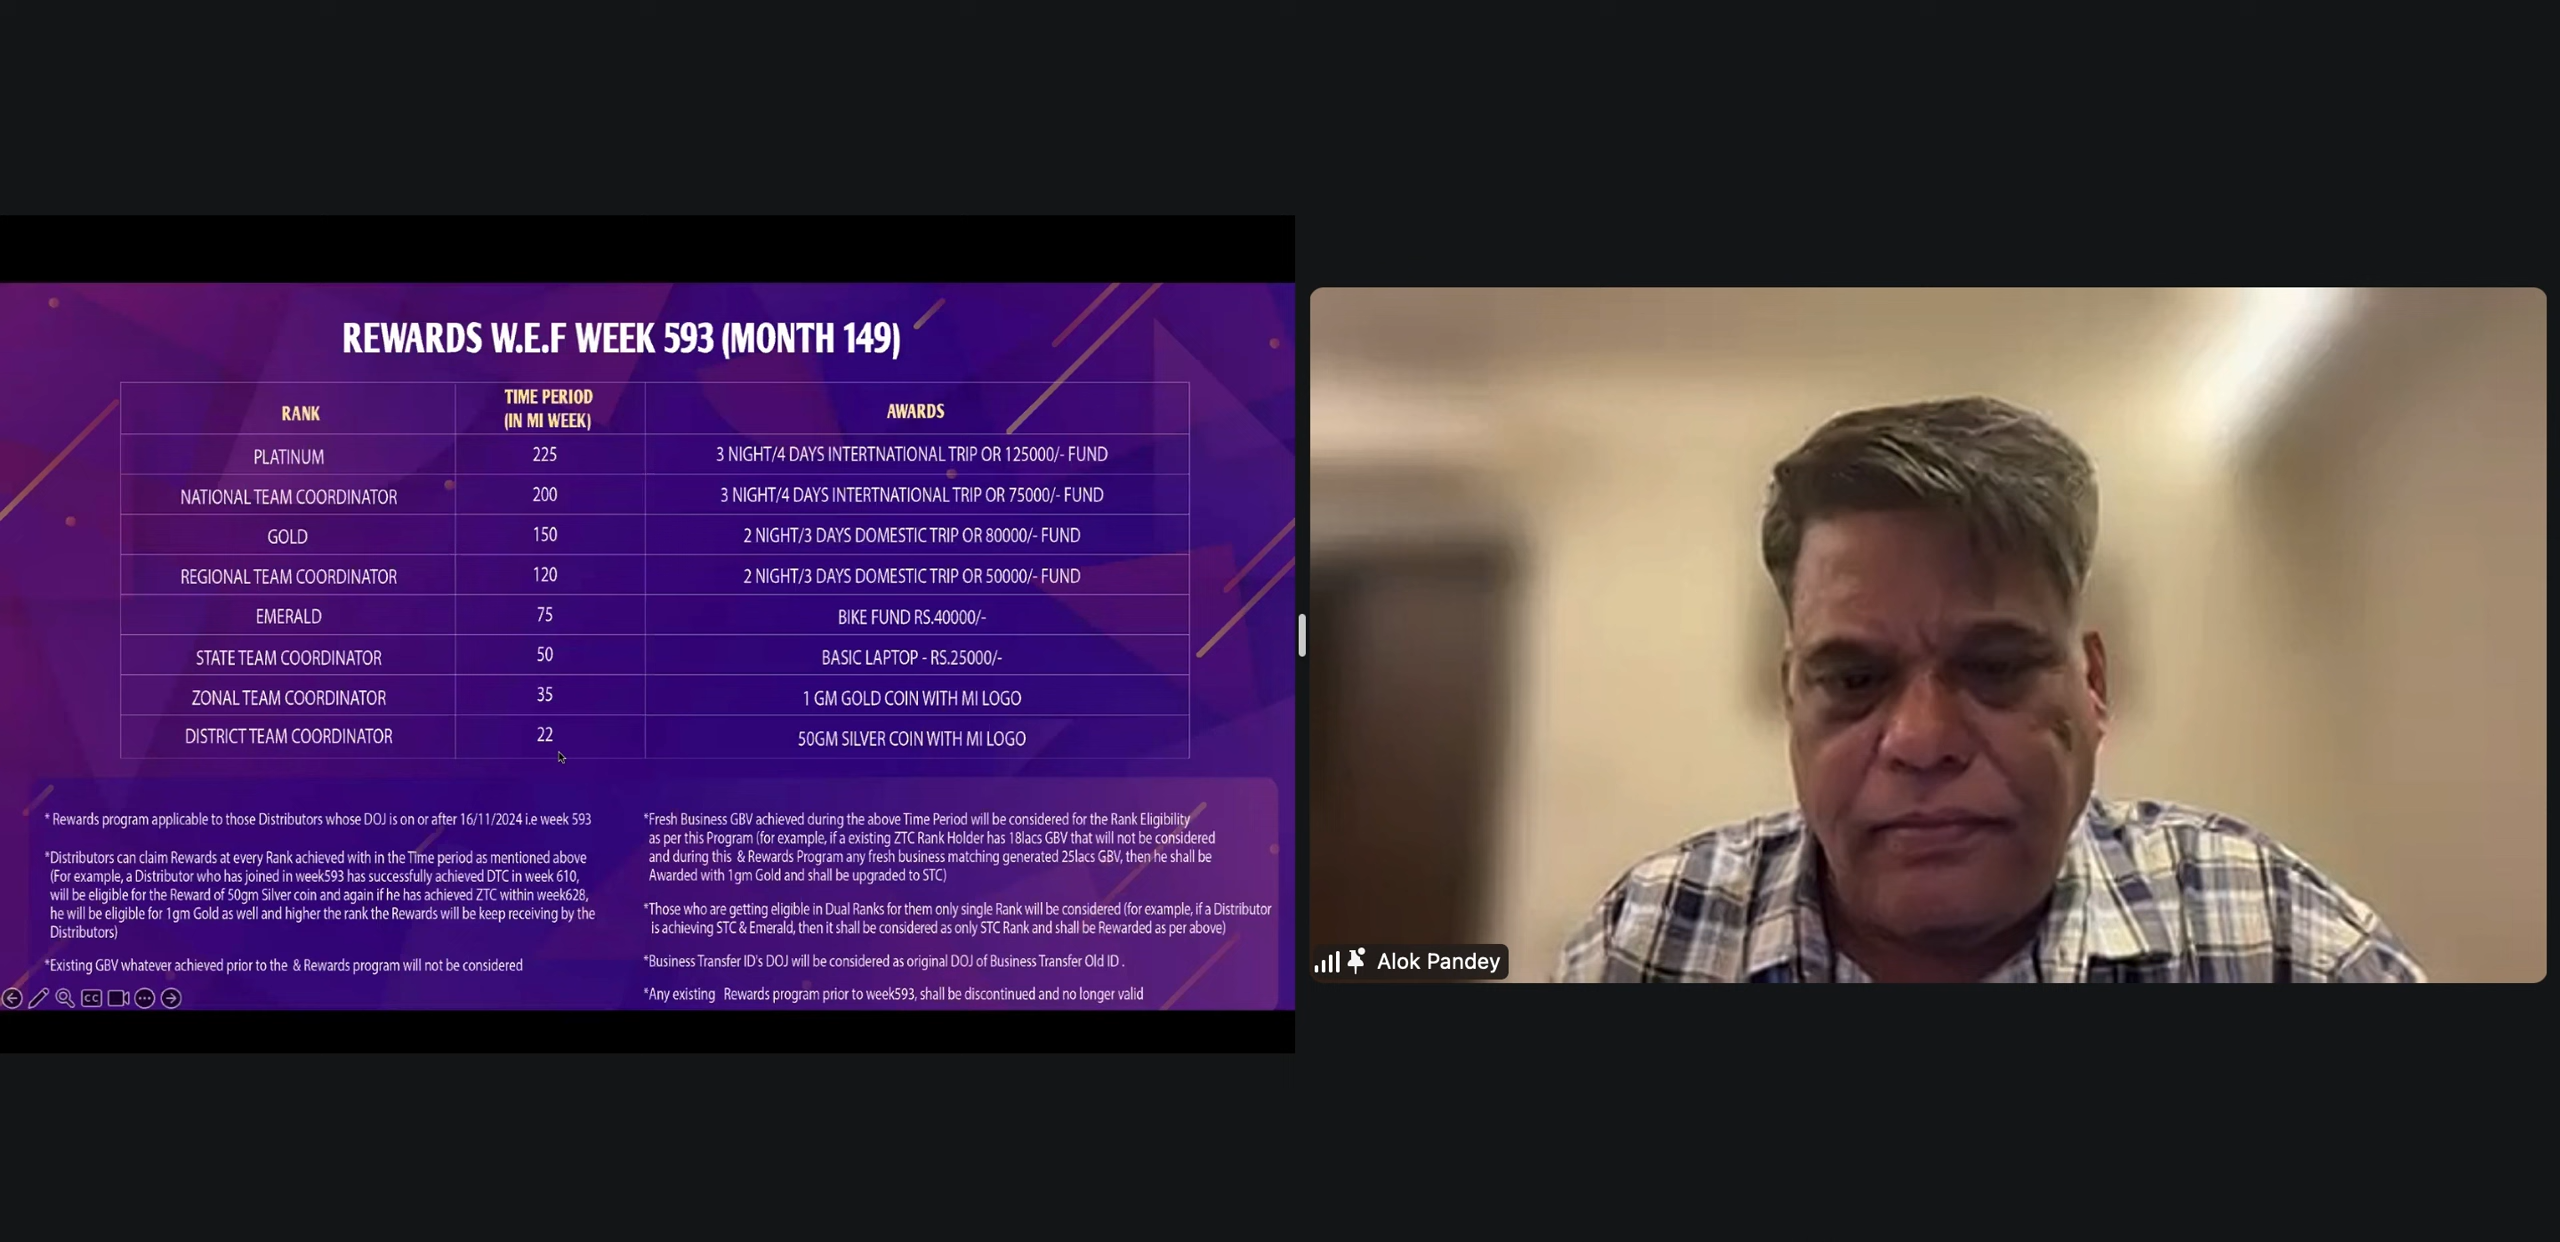 REWARDS W.E.F WEEK 593 (MONTH 149)
RANK TIME PERIOD (IN MI WEEK) AWARDS
PLATINUM 225 3 NIGHT/4 DAYS INTERTNATIONAL TRIP OR 125000/- FUND
NATIONAL TEAM COORDINATOR 200 3 NIGHT/4 DAYS INTERTNATIONAL TRIP OR 75000/- FUND
GOLD 150 2 NIGHT/3 DAYS DOMESTIC TRIP OR 80000/- FUND
REGIONAL TEAM COORDINATOR 120 2 NIGHT/3 DAYS DOMESTIC TRIP OR 50000/- FUND
EMERALD 75 BIKE FUND RS.40000/-
STATE TEAM COORDINATOR 50 BASIC LAPTOP - RS.25000/-
ZONAL TEAM COORDINATOR 35 1 GM GOLD COIN WITH MI LOGO
DISTRICT TEAM COORDINATOR 22 50GM SILVER COIN WITH MI LOGO
* Rewards program applicable to those Distributors whose DOJ is on or after 16/11/2024 i.e week 593
*Distributors can claim Rewards at every Rank achieved with in the Time period as mentioned above
(For example, a Distributor who has joined in week593 has successfully achieved DTC in week 610,
will be eligible for the Reward of 50gm Silver coin and again if he has achieved ZTC within week628,
he will be eligible for 1gm Gold as well and higher the rank the Rewards will be keep receiving by the
Distributors)
*Existing GBV whatever achieved prior to the & Rewards program will not be considered
*Fresh Business GBV achieved during the above Time Period will be considered for the Rank Eligibility
as per this Program (for example, if a existing ZTC Rank Holder has 18lacs GBV that will not be considered
and during this & Rewards Program any fresh business matching generated 25lacs GBV, then he shall be
Awarded with 1gm Gold and shall be upgraded to STC)
*Those who are getting eligible in Dual Ranks for them only single Rank will be considered (for example, if a Distributor
is achieving STC & Emerald, then it shall be considered as only STC Rank and shall be Rewarded as per above)
*Business Transfer ID's DOJ will be considered as original DOJ of Business Transfer Old ID .
*Any existing Rewards program prior to week593, shall be discontinued and no longer valid
CC
Alok Pandey